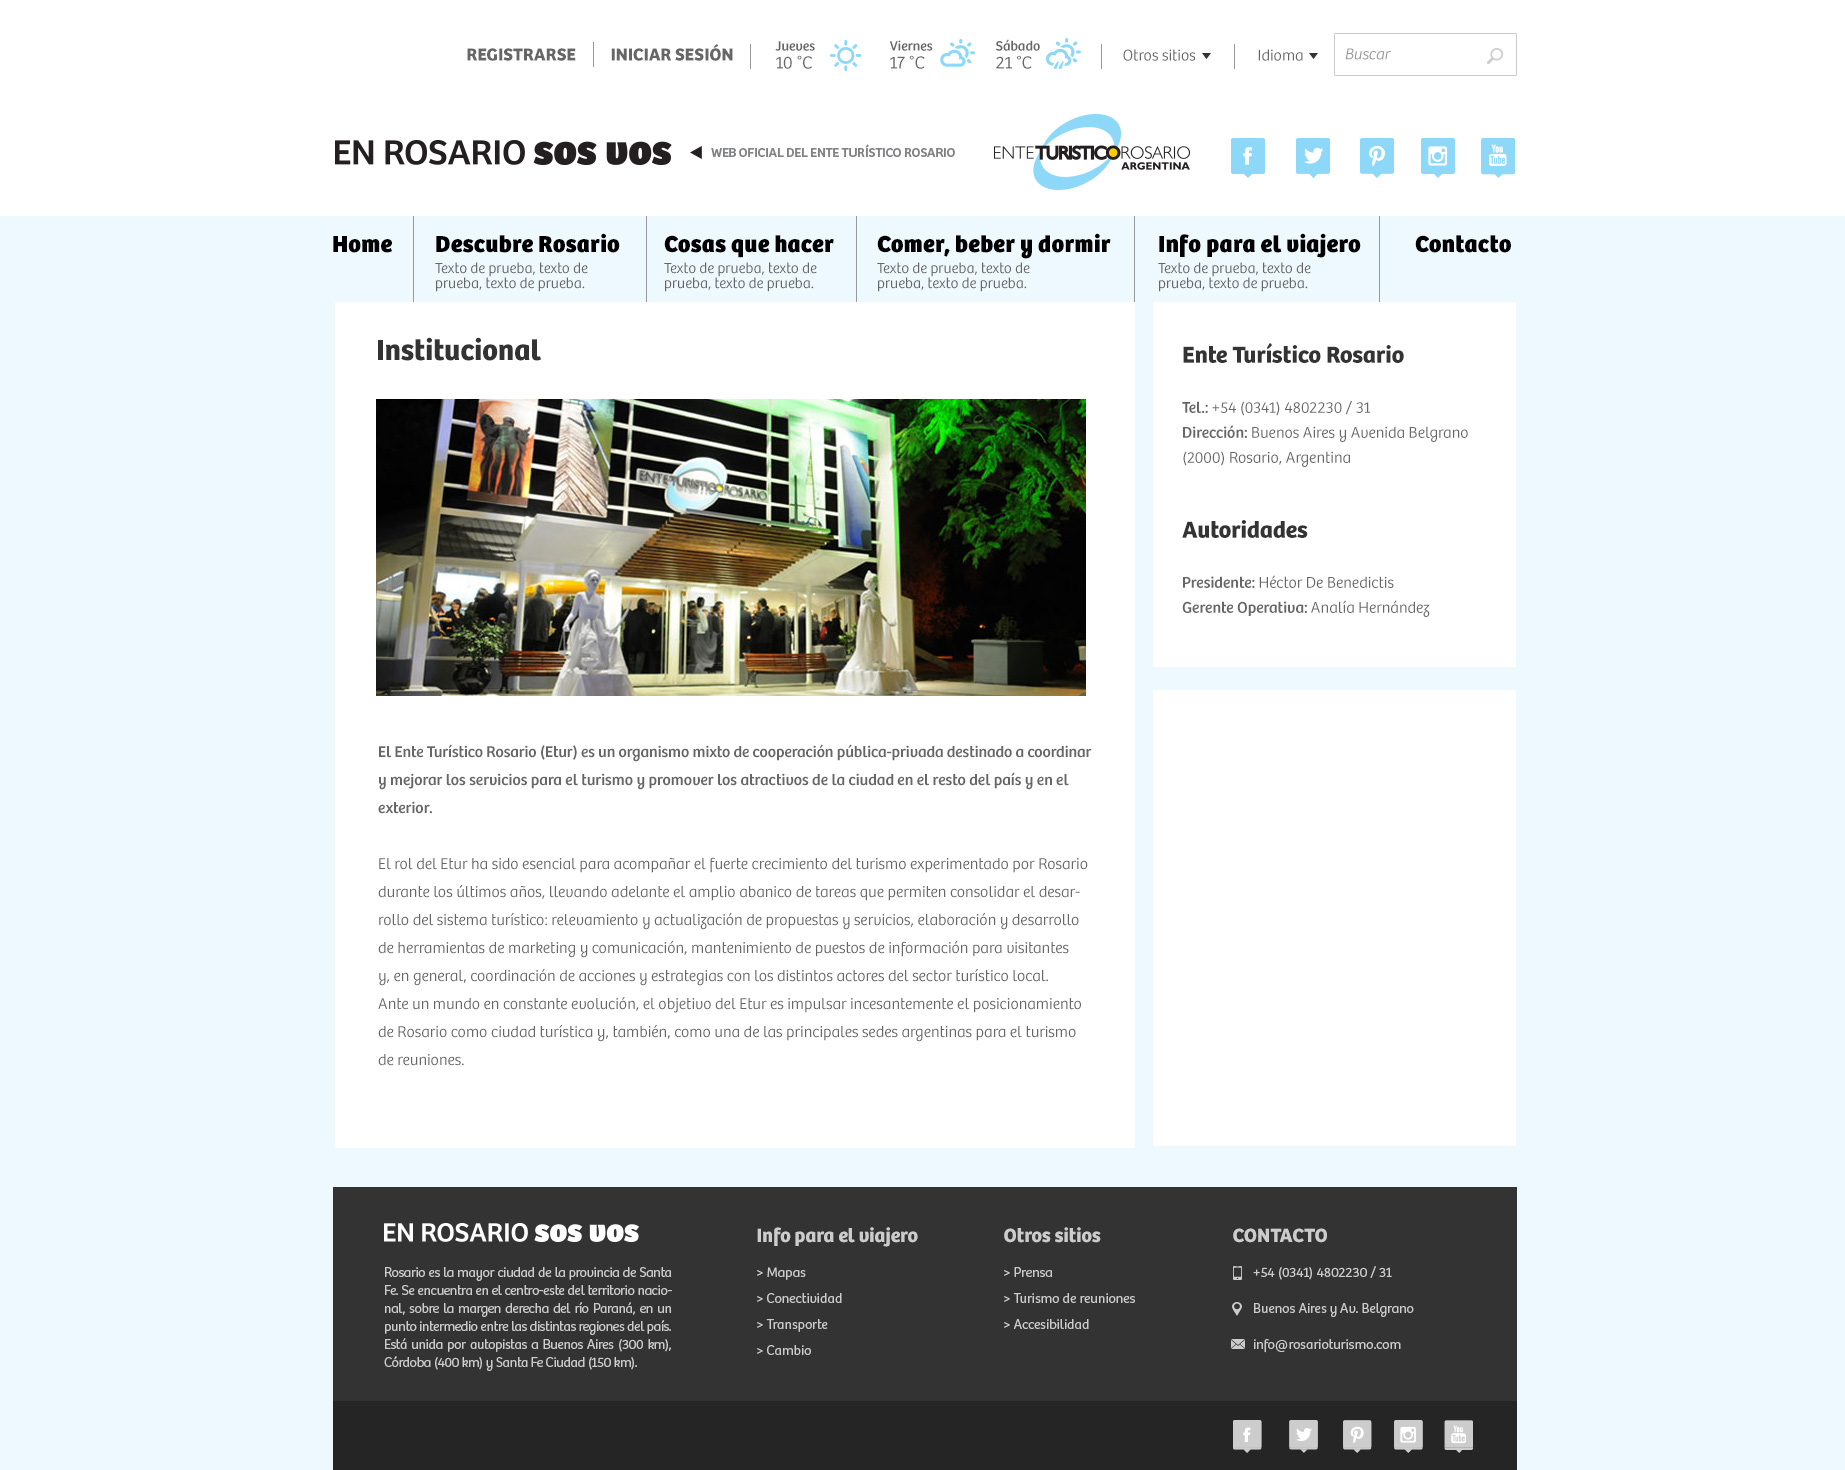 REGISTRARSE
INICIAR SESIÓN
Jueves
10 °C
Viernes
17 °C
Sábado
21 °C
Otros sitios
Idioma
Buscar
EN ROSARIO SOS VOS
WEB OFICIAL DEL ENTE TURÍSTICO ROSARIO
ENTETURISTICOROSARIO
ARGENTINA
You
Tube
Home
Descubre Rosario
Texto de prueba, texto de
prueba, texto de prueba.
Cosas que hacer
Texto de prueba, texto de
prueba, texto de prueba.
Comer, beber y dormir
Texto de prueba, texto de
prueba, texto de prueba.
Info para el viajero
Texto de prueba, texto de
prueba, texto de prueba.
Contacto
Institucional
ENTETURISTICOROSARIO
El Ente Turístico Rosario (Etur) es un organismo mixto de cooperación pública-privada destinado a coordinar
y mejorar los servicios para el turismo y promover los atractivos de la ciudad en el resto del país y en el
exterior.
El rol del Etur ha sido esencial para acompañar el fuerte crecimiento del turismo experimentado por Rosario
durante los últimos años, llevando adelante el amplio abanico de tareas que permiten consolidar el desar-
rollo del sistema turístico: relevamiento y actualización de propuestas y servicios, elaboración y desarrollo
de herramientas de marketing y comunicación, mantenimiento de puestos de información para visitantes
y, en general, coordinación de acciones y estrategias con los distintos actores del sector turístico local.
Ante un mundo en constante evolución, el objetivo del Etur es impulsar incesantemente el posicionamiento
de Rosario como ciudad turística y, también, como una de las principales sedes argentinas para el turismo
de reuniones.
Ente Turístico Rosario
Tel.: +54 (0341) 4802230 / 31
Dirección: Buenos Aires y Avenida Belgrano
(2000) Rosario, Argentina
Autoridades
Presidente: Héctor De Benedictis
Gerente Operativa: Analía Hernández
EN ROSARIO SOS VOS
Rosario es la mayor ciudad de la provincia de Santa
Fe. Se encuentra en el centro-este del territorio nacio-
nal, sobre la margen derecha del río Paraná, en un
punto intermedio entre las distintas regiones del país.
Está unida por autopistas a Buenos Aires (300 km),
Córdoba (400 km) y Santa Fe Ciudad (150 km).
Info para el viajero
> Mapas
> Conectividad
> Transporte
> Cambio
Otros sitios
> Prensa
> Turismo de reuniones
> Accesibilidad
CONTACTO
+54 (0341) 4802230 / 31
Buenos Aires y Av. Belgrano
info@rosarioturismo.com
You
Tube